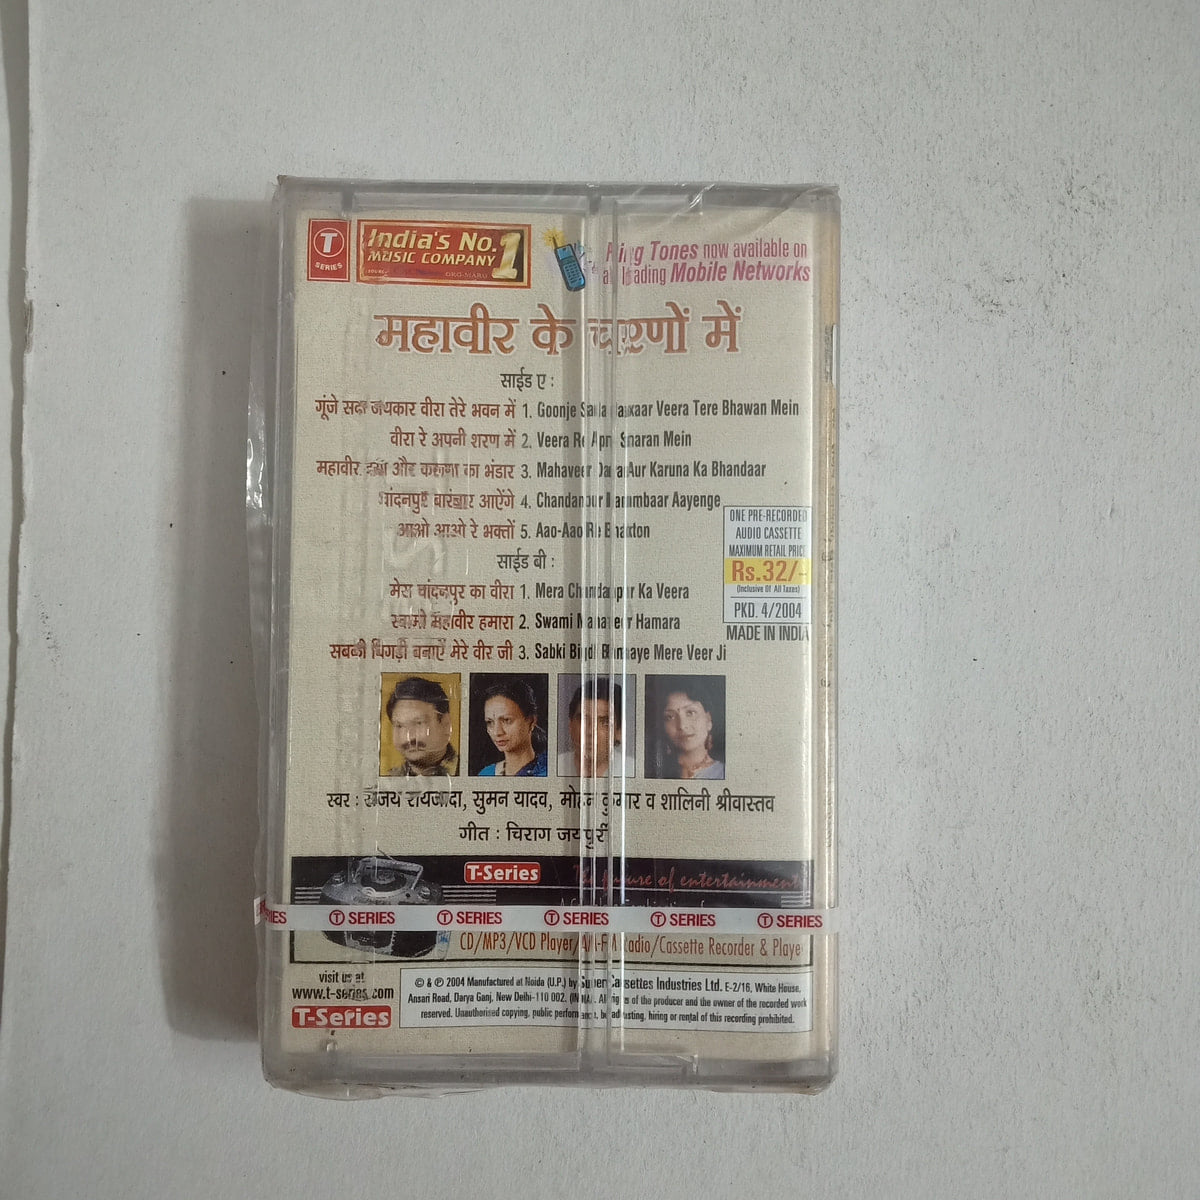 T SERIES
India's No. 1
MUSIC COMPANY
ORG-MARG
Ring Tones now available on
all leading Mobile Networks
महावीर के चरणों में
साईड ए :
गूंजे सदा जयकार वीरा तेरे भवन में 1. Goonje Sada Jaikaar Veera Tere Bhawan Mein
वीरा रे अपनी शरण में 2. Veera Re Apni Sharan Mein
महावीर दया और करूणा का भंडार 3. Mahaveer Daya Aur Karuna Ka Bhandaar
चांदनपुर बारंबार आऐंगे 4. Chandanpur Aayenge
आओ आओ रे भक्तों 5. Aao-Aao Re Bhakton
साईड बी :
मेरा चांदनपुर का वीरा 1. Mera Chandanpur Ka Veera
स्वामी महावीर हमारा 2. Swami Mahaveer Hamara
सबकी बिगड़ी बनाऐं मेरे वीर जी 3. Sabki Bigdi Mere Veer Ji
ONE PRE-RECORDED
AUDIO CASSETTE
MAXIMUM RETAIL PRICE
Rs.32/-
(Inclusive Of All Taxes)
PKD. 4/2004
MADE IN INDIA
स्वर : संजय रायजादा, सुमन यादव, मोहन कुमार व शालिनी श्रीवास्तव
गीत : चिराग जयपुरी
T-Series The future of entertainment
SERIES T SERIES T SERIES T SERIES T SERIES T SERIES
CD/MP3/VCD Player/AM-FM Radio/Cassette Recorder & Player
visit us at
www.t-series.com
T-Series
© & ℗ 2004 Manufactured at Noida (U.P.) by Super Cassettes Industries Ltd. E-2/16, White House,
Ansari Road, Darya Ganj, New Delhi-110 002. (INDIA). All rights of the producer and the owner of the recorded work
reserved. Unauthorised copying, public performance, broadcasting, hiring or rental of this recording prohibited.